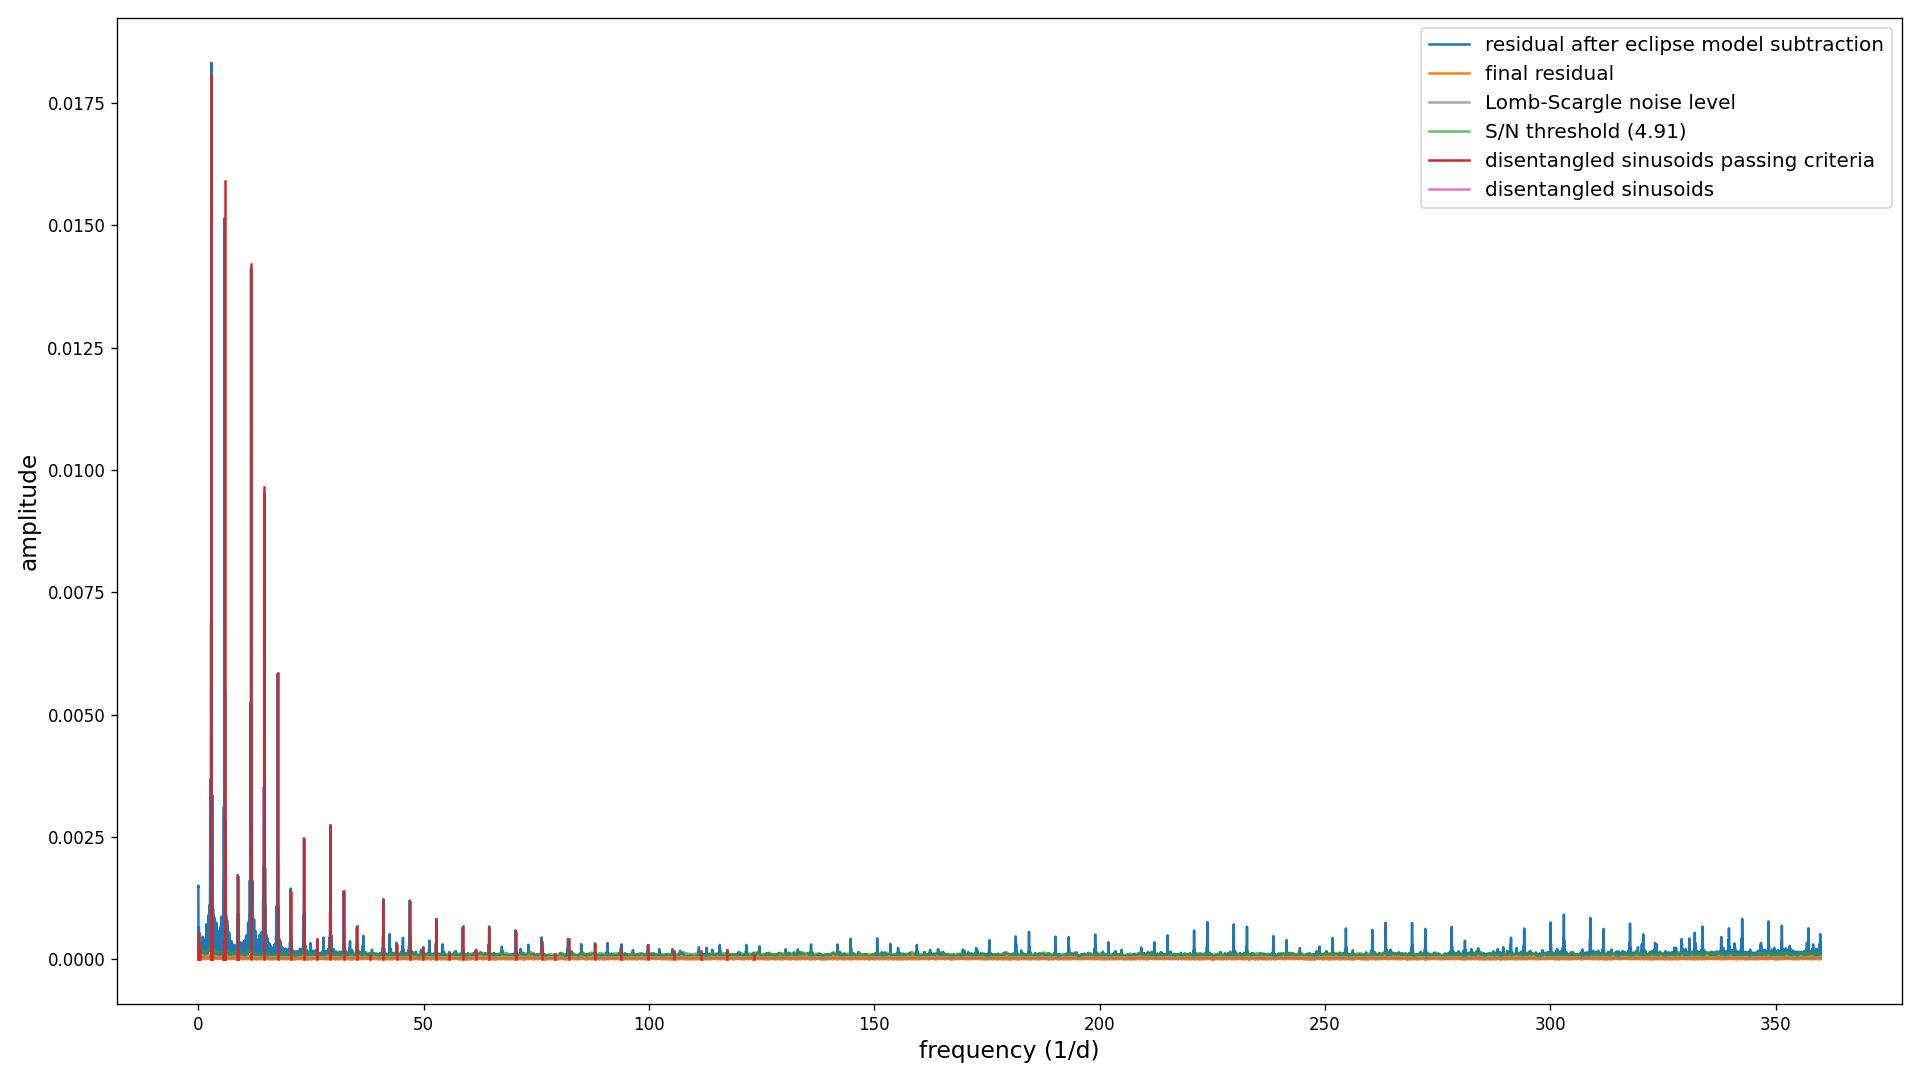 residual after eclipse model subtraction
final residual
Lomb-Scargle noise level
S/N threshold (4.91)
disentangled sinusoids passing criteria
disentangled sinusoids
0.0175
0.0150
0.0125
0.0100
0.0075
0.0050
0.0025
0.0000
amplitude
0 50 100 150 200 250 300 350
frequency (1/d)